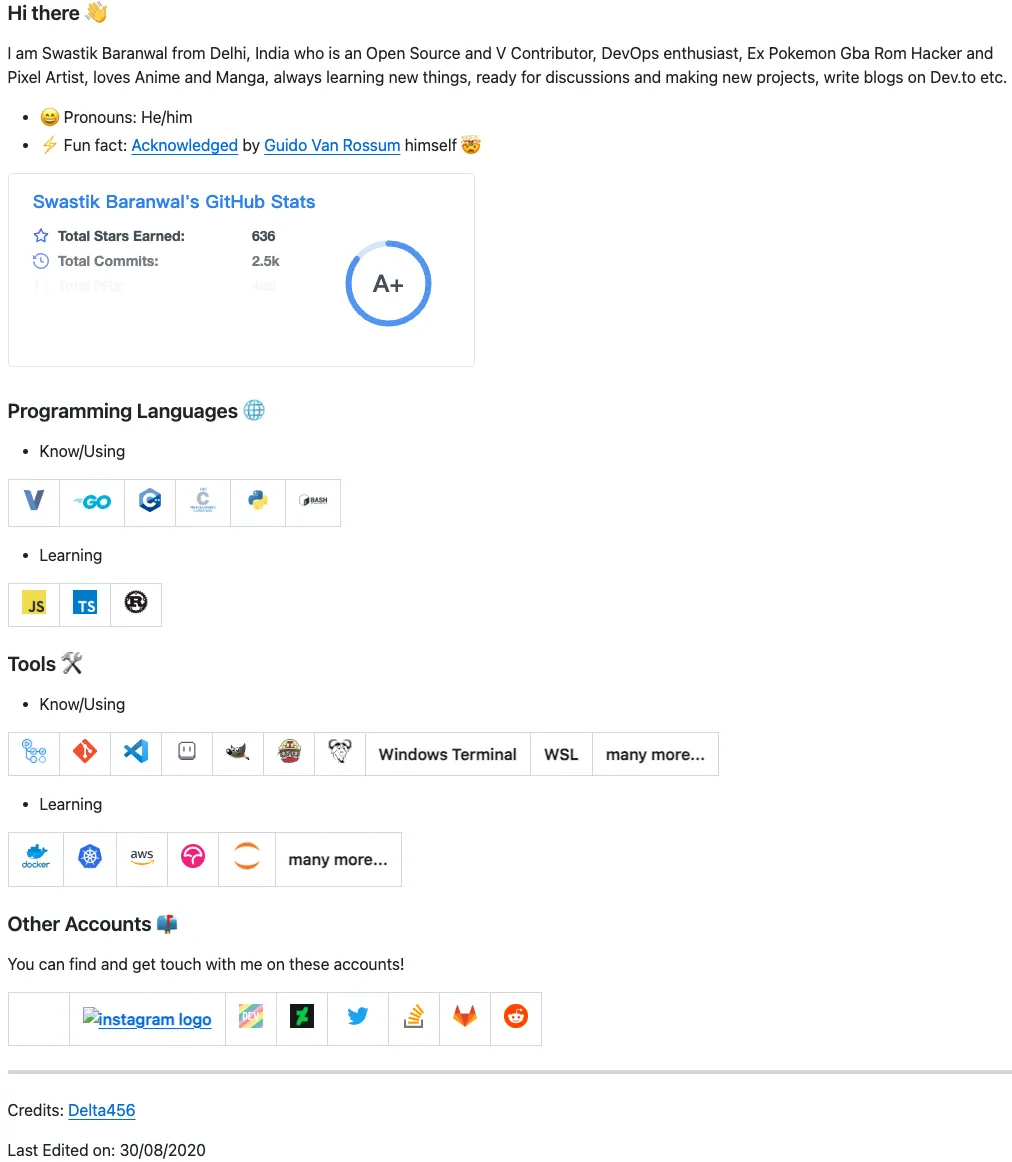 Hi there 👋
I am Swastik Baranwal from Delhi, India who is an Open Source and V Contributor, DevOps enthusiast, Ex Pokemon Gba Rom Hacker and
Pixel Artist, loves Anime and Manga, always learning new things, ready for discussions and making new projects, write blogs on Dev.to etc.
• 😄 Pronouns: He/him
• ⚡ Fun fact: Acknowledged by Guido Van Rossum himself 🤯
Swastik Baranwal's GitHub Stats
Total Stars Earned: 636
Total Commits: 2.5k
Total PRs:
A+
Programming Languages 🌐
• Know/Using
V GO C++ C BASH
• Learning
JS TS R
Tools 🛠️
• Know/Using
Windows Terminal WSL many more...
• Learning
docker aws many more...
Other Accounts 📫
You can find and get touch with me on these accounts!
instagram logo DEV
Credits: Delta456
Last Edited on: 30/08/2020